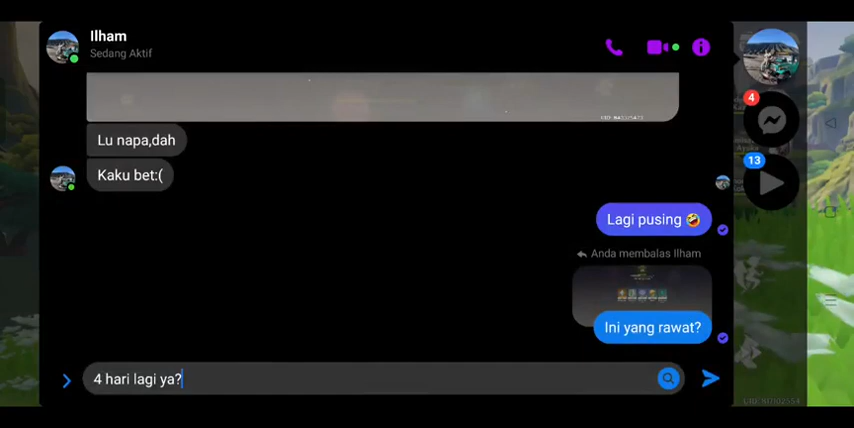 Ilham
Sedang Aktif
4
13
Lu napa,dah
Kaku bet:(
Lagi pusing 🤣
Anda membalas Ilham
Ini yang rawat?
4 hari lagi ya?